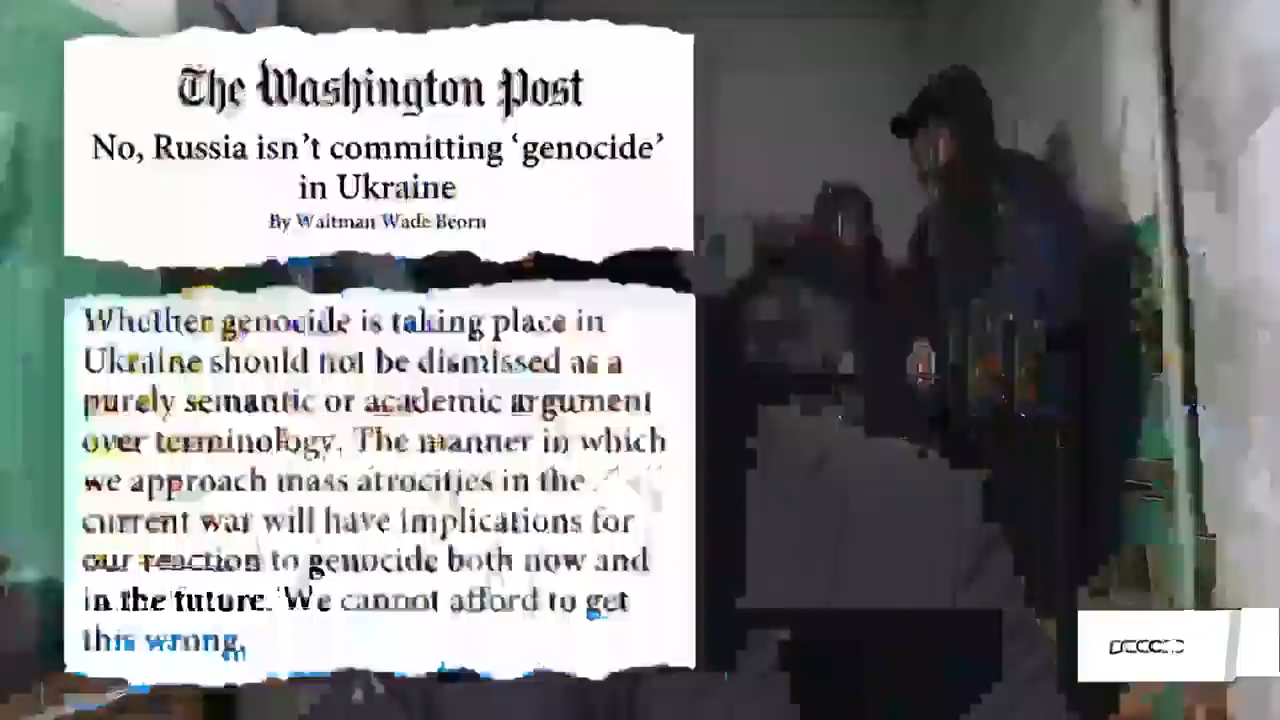 The Washington Post
No, Russia isn't committing 'genocide'
in Ukraine
By Waitman Wade Beorn
Whether genocide is taking place in
Ukraine should not be dismissed as a
purely semantic or academic argument
over terminology. The manner in which
we approach mass atrocities in the
current war will have implications for
our reaction to genocide both now and
in the future. We cannot afford to get
this wrong.